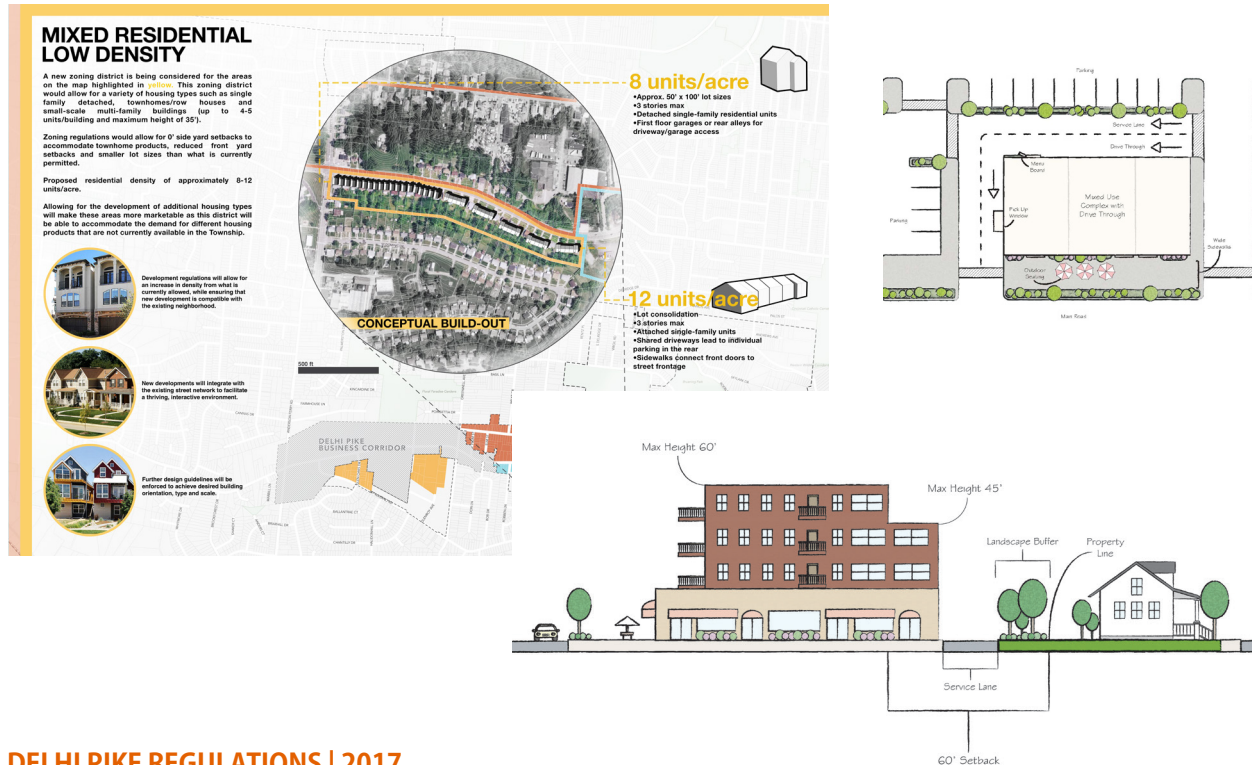 MIXED RESIDENTIAL
LOW DENSITY
A new zoning district is being considered for the areas
on the map highlighted in yellow. This zoning district
would allow for a variety of housing types such as single
family detached, townhomes/row houses and
small-scale multi-family buildings (up to 4-5
units/building and maximum height of 35').
Zoning regulations would allow for 0' side yard setbacks to
accommodate townhome products, reduced front yard
setbacks and smaller lot sizes than what is currently
permitted.
Proposed residential density of approximately 8-12
units/acre.
Allowing for the development of additional housing types
will make these areas more marketable as this district will
be able to accommodate the demand for different housing
products that are not currently available in the Township.
Development regulations will allow for
an increase in density from what is
currently allowed, while ensuring that
new development is compatible with
the existing neighborhood.
New developments will integrate with
the existing street network to facilitate
a thriving, interactive environment.
Further design guidelines will be
enforced to achieve desired building
orientation, type and scale.
CONCEPTUAL BUILD-OUT
500 ft
DELHI PIKE
BUSINESS CORRIDOR
8 units/acre
•Approx. 50' x 100' lot sizes
•3 stories max
•Detached single-family residential units
•First floor garages or rear alleys for
driveway/garage access
12 units/acre
•Lot consolidation
•3 stories max
•Attached single-family units
•Shared driveways lead to individual
parking in the rear
•Sidewalks connect front doors to
street frontage
Parking
Service Lane
Drive Through
Menu
Board
Mixed Use
Complex with
Drive Through
Pick Up
Window
Parking
Wide
Sidewalks
Outdoor
Seating
Main Road
Max Height 60'
Max Height 45'
Landscape Buffer
Property
Line
Service Lane
60' Setback
DELHI PIKE REGULATIONS | 2017